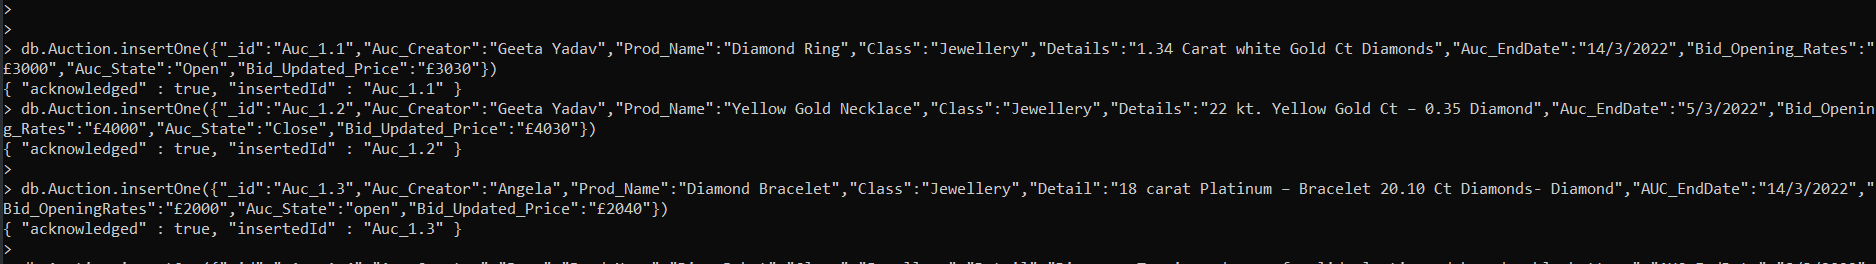 >
>
> db.Auction.insertOne({"_id":"Auc_1.1","Auc_Creator":"Geeta Yadav","Prod_Name":"Diamond Ring","Class":"Jewellery","Details":"1.34 Carat white Gold Ct Diamonds","Auc_EndDate":"14/3/2022","Bid_Opening_Rates":"
£3000","Auc_State":"Open","Bid_Updated_Price":"£3030"})
{ "acknowledged" : true, "insertedId" : "Auc_1.1" }
> db.Auction.insertOne({"_id":"Auc_1.2","Auc_Creator":"Geeta Yadav","Prod_Name":"Yellow Gold Necklace","Class":"Jewellery","Details":"22 kt. Yellow Gold Ct – 0.35 Diamond","Auc_EndDate":"5/3/2022","Bid_Openin
g_Rates":"£4000","Auc_State":"Close","Bid_Updated_Price":"£4030"})
{ "acknowledged" : true, "insertedId" : "Auc_1.2" }
>
> db.Auction.insertOne({"_id":"Auc_1.3","Auc_Creator":"Angela","Prod_Name":"Diamond Bracelet","Class":"Jewellery","Detail":"18 carat Platinum – Bracelet 20.10 Ct Diamonds- Diamond","AUC_EndDate":"14/3/2022","
Bid_OpeningRates":"£2000","Auc_State":"open","Bid_Updated_Price":"£2040"})
{ "acknowledged" : true, "insertedId" : "Auc_1.3" }
>